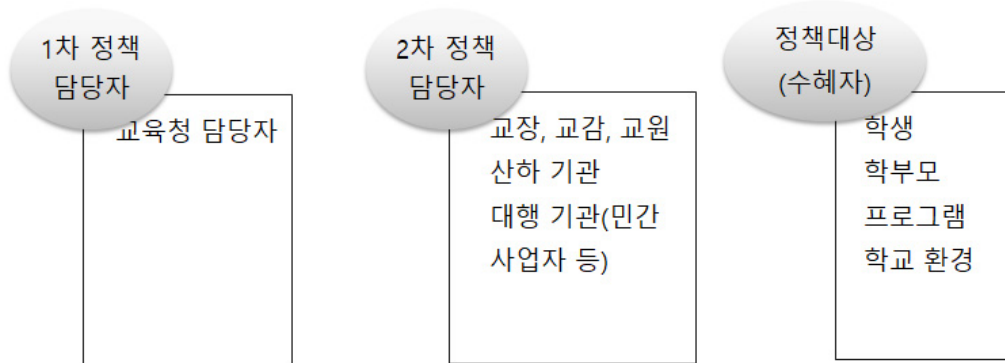 1차 정책
담당자
교육청 담당자
2차 정책
담당자
교장, 교감, 교원
산하 기관
대행 기관(민간
사업자 등)
정책대상
(수혜자)
학생
학부모
프로그램
학교 환경